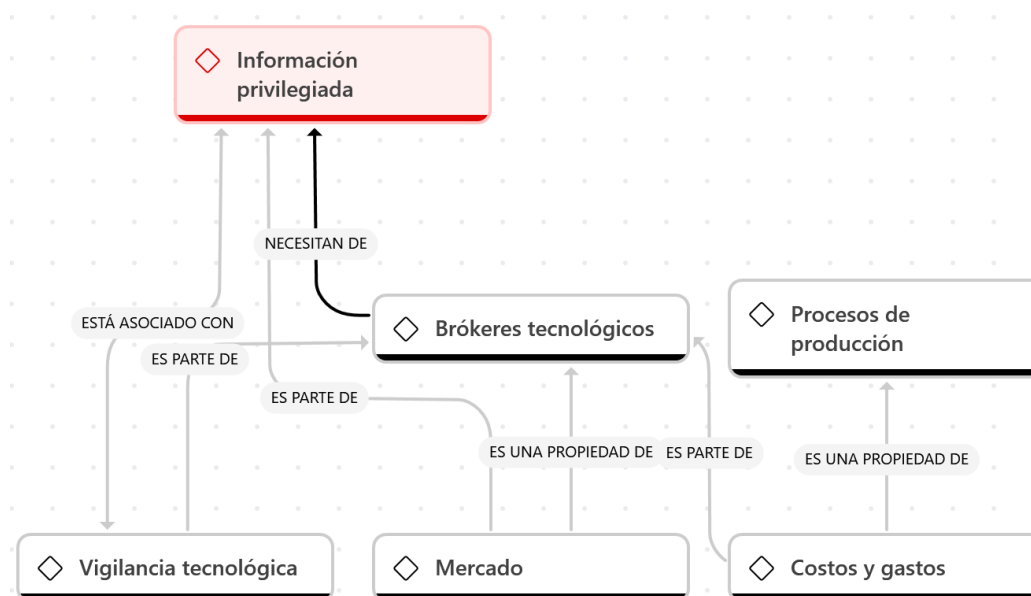 Información
privilegiada
NECESITAN DE
ESTÁ ASOCIADO CON
Brókeres tecnológicos
Procesos de
producción
ES PARTE DE
ES PARTE DE
ES UNA PROPIEDAD DE
ES PARTE DE
ES UNA PROPIEDAD DE
Vigilancia tecnológica
Mercado
Costos y gastos